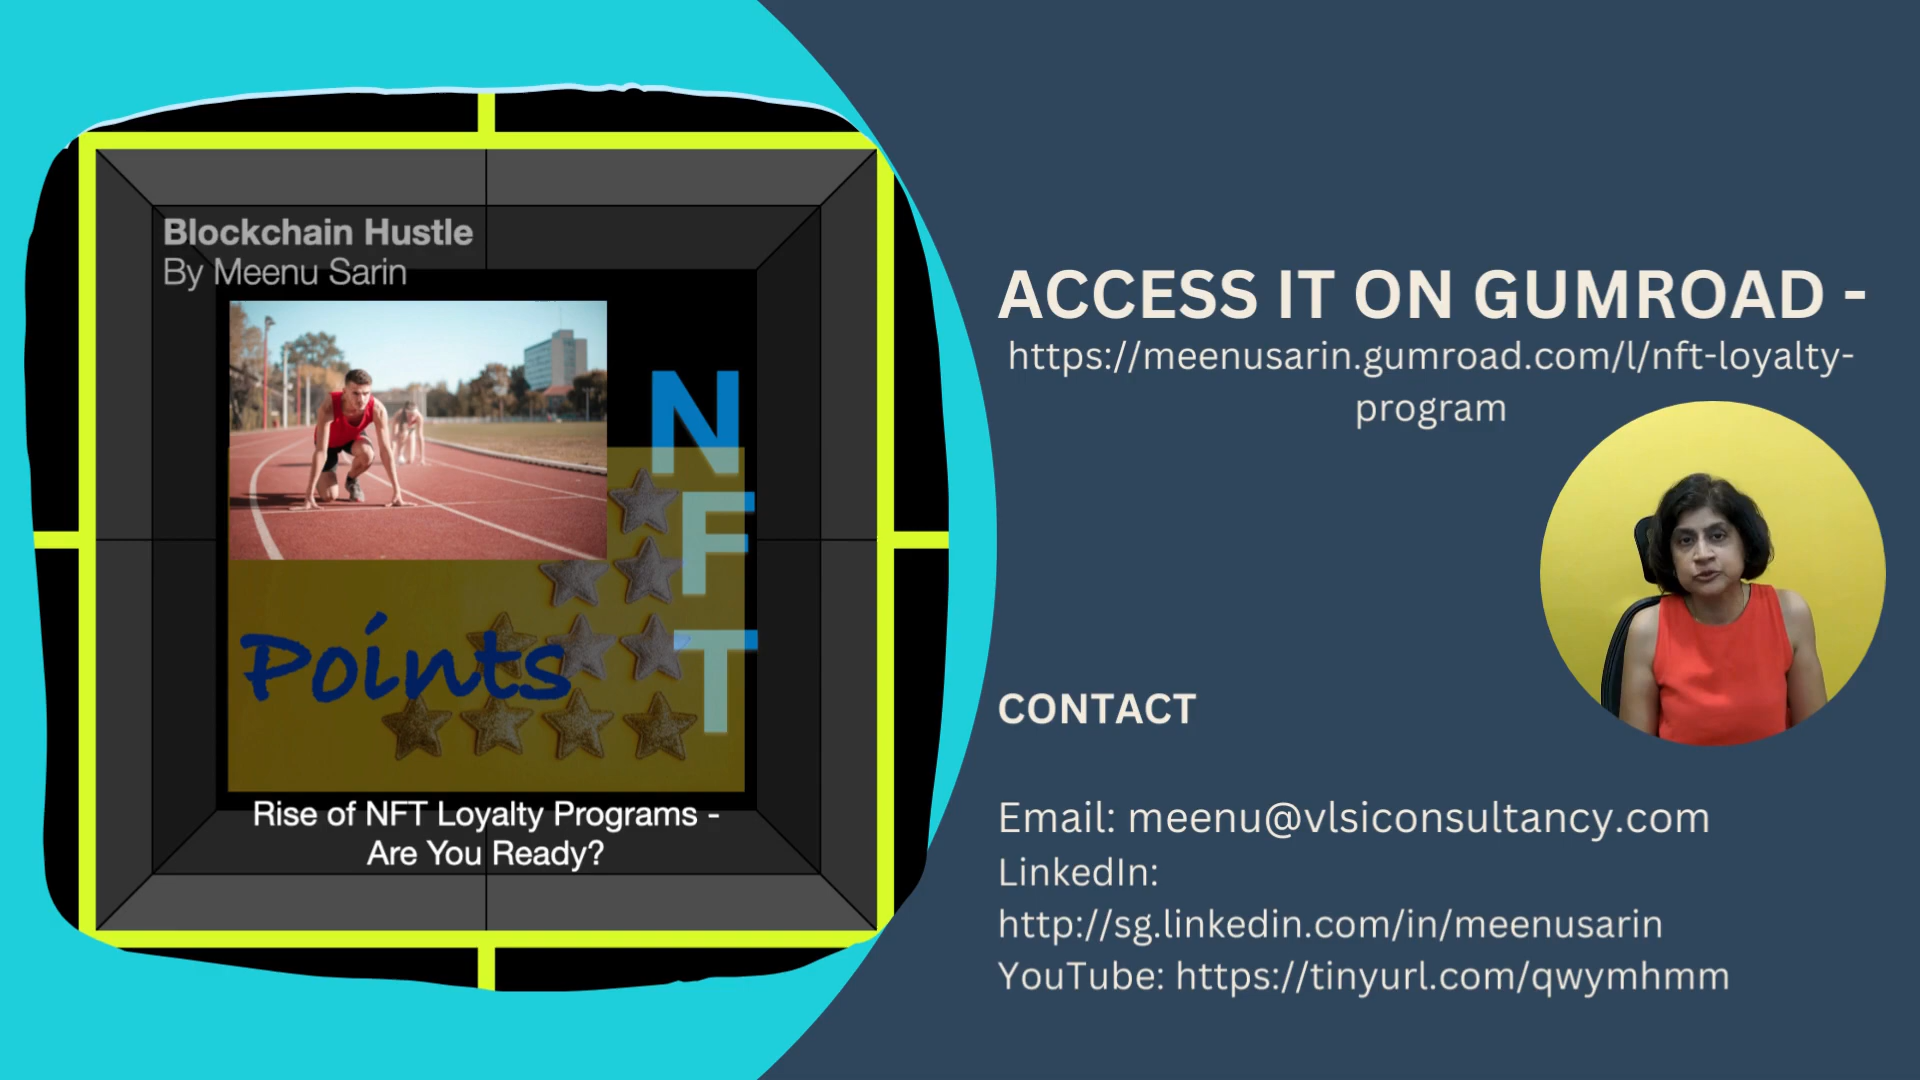 Blockchain Hustle
By Meenu Sarin
N
F
T
Points
Rise of NFT Loyalty Programs -
Are You Ready?
ACCESS IT ON GUMROAD -
https://meenusarin.gumroad.com/l/nft-loyalty-
program
CONTACT
Email: meenu@vlsiconsultancy.com
LinkedIn:
http://sg.linkedin.com/in/meenusarin
YouTube: https://tinyurl.com/qwymhmm